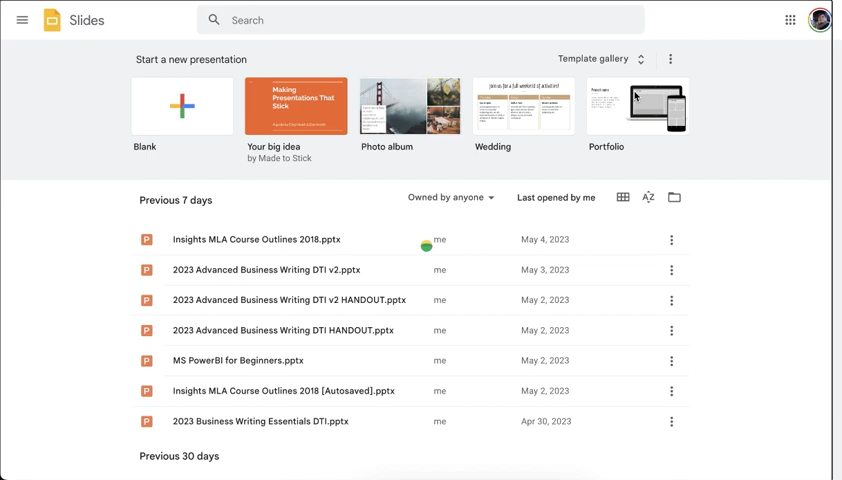 Slides
Search
Start a new presentation
Template gallery
Making
Presentations That
Stick
Blank
Your big idea
by Made to Stick
Photo album
Wedding
Portfolio
Previous 7 days
Owned by anyone
Last opened by me
AZ
P Insights MLA Course Outlines 2018.pptx me May 4, 2023
P 2023 Advanced Business Writing DTI v2.pptx me May 3, 2023
P 2023 Advanced Business Writing DTI v2 HANDOUT.pptx me May 2, 2023
P 2023 Advanced Business Writing DTI HANDOUT.pptx me May 2, 2023
P MS PowerBI for Beginners.pptx me May 2, 2023
P Insights MLA Course Outlines 2018 [Autosaved].pptx me May 2, 2023
P 2023 Business Writing Essentials DTI.pptx me Apr 30, 2023
Previous 30 days